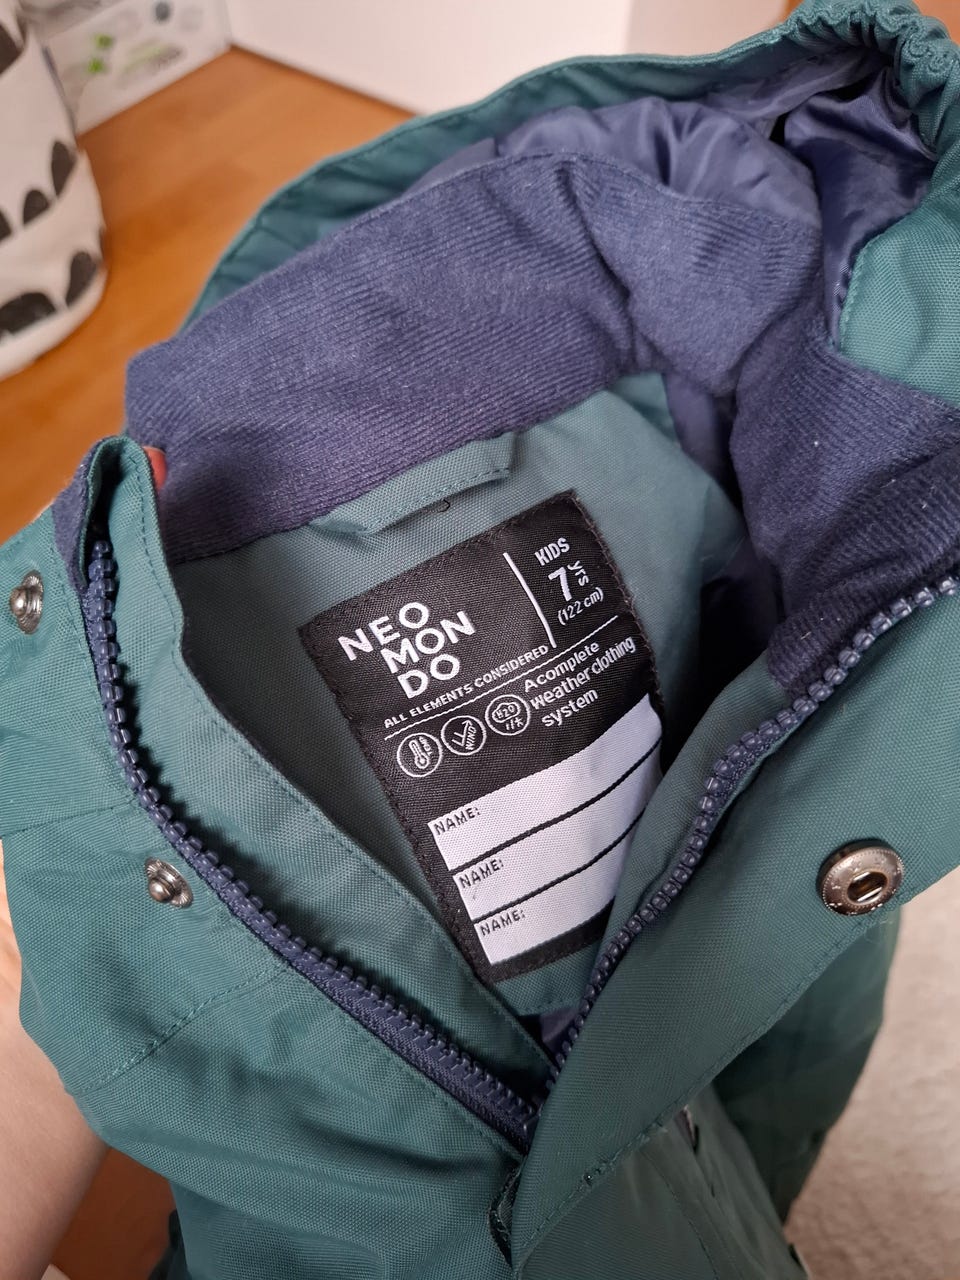 NEO
MON
DO
KIDS
7 yrs
(122 cm)
ALL ELEMENTS CONSIDERED
A complete
weather clothing
system
WIND
H2O
NAME:
NAME:
NAME: